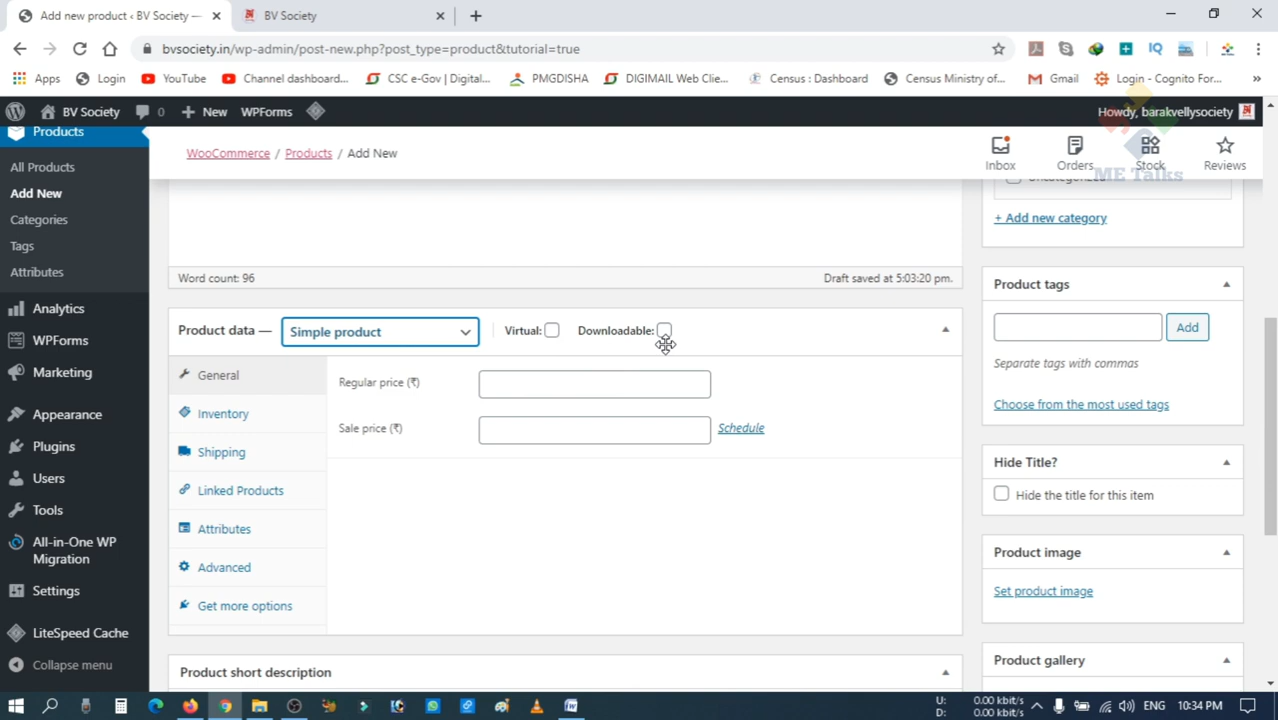 Add new product ‹ BV Society —
BV Society
bvsociety.in/wp-admin/post-new.php?post_type=product&tutorial=true
Apps
Login
YouTube
Channel dashboard...
CSC e-Gov | Digital...
PMGDISHA
DIGIMAIL Web Clie...
Census : Dashboard
Census Ministry of...
Gmail
Login - Cognito For...
BV Society
0
New
WPForms
Howdy, barakvellysociety
Products
All Products
Add New
Categories
Tags
Attributes
Analytics
WPForms
Marketing
Appearance
Plugins
Users
Tools
All-in-One WP
Migration
Settings
LiteSpeed Cache
Collapse menu
WooCommerce / Products / Add New
Inbox
Orders
Stock
Reviews
ME Talks
Uncategorized
+ Add new category
Word count: 96
Draft saved at 5:03:20 pm.
Product data —
Simple product
Virtual:
Downloadable:
General
Inventory
Shipping
Linked Products
Attributes
Advanced
Get more options
Regular price (₹)
Sale price (₹)
Schedule
Product short description
Product tags
Add
Separate tags with commas
Choose from the most used tags
Hide Title?
Hide the title for this item
Product image
Set product image
Product gallery
U: 0.00 kbit/s
D: 0.00 kbit/s
ENG
10:34 PM